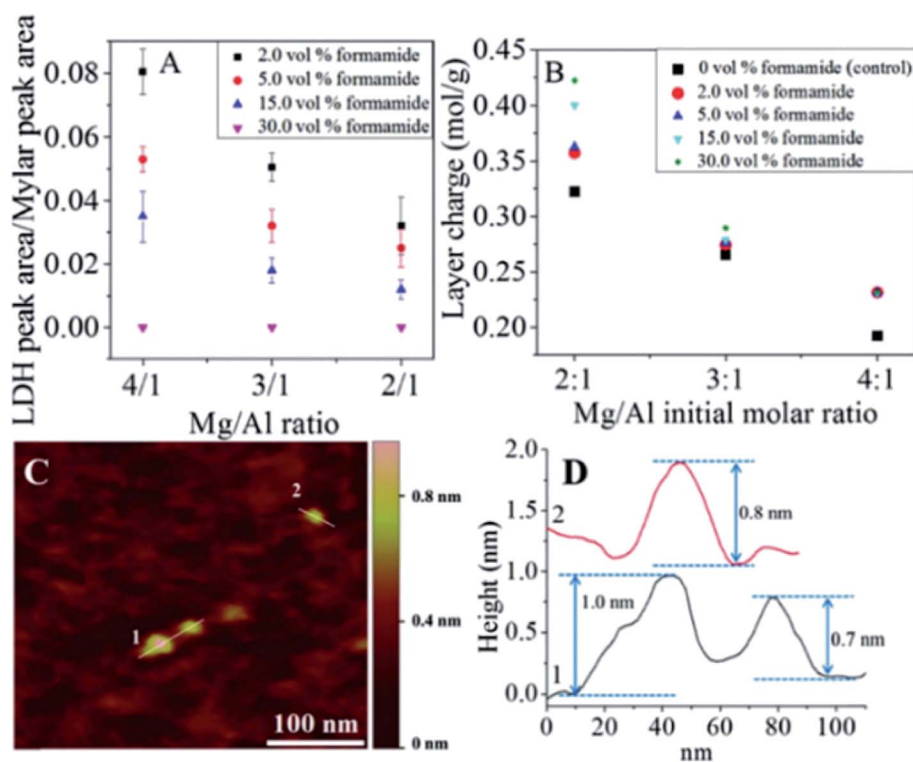 A
2.0 vol % formamide
5.0 vol % formamide
15.0 vol % formamide
30.0 vol % formamide
LDH peak area/Mylar peak area
0.08
0.06
0.04
0.02
0.00
4/1 3/1 2/1
Mg/Al ratio
B
0 vol % formamide (control)
2.0 vol % formamide
5.0 vol % formamide
15.0 vol % formamide
30.0 vol % formamide
Layer charge (mol/g)
0.45
0.40
0.35
0.30
0.25
0.20
2:1 3:1 4:1
Mg/Al initial molar ratio
C
2
1
100 nm
0.8 nm
0.4 nm
0 nm
D
Height (nm)
2.0
1.5
1.0
0.5
0.0
2
0.8 nm
1.0 nm
0.7 nm
1
0 20 40 60 80 100
nm